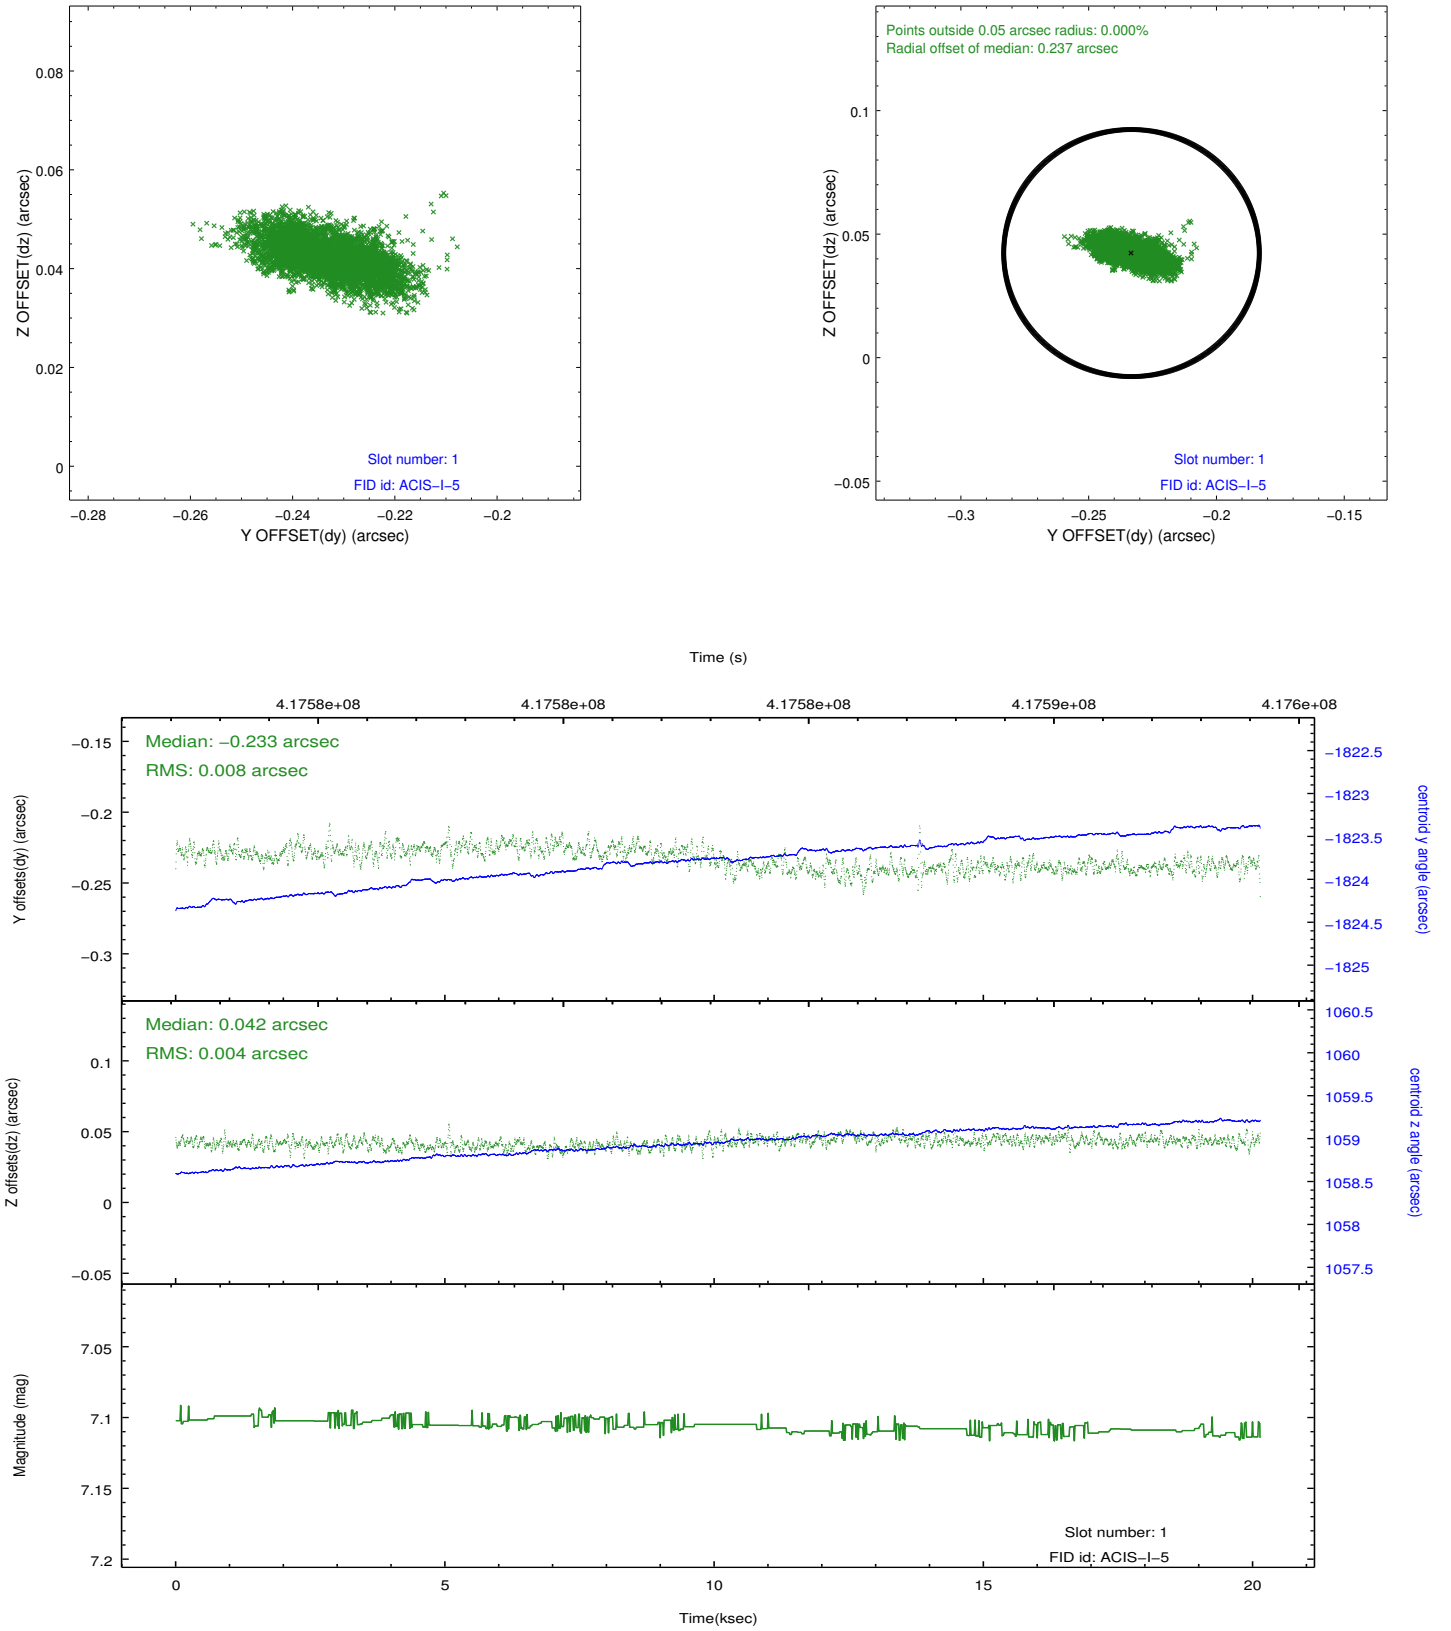 0.08
0.06
0.04
0.02
0
Z OFFSET(dz) (arcsec)
−0.28
−0.26
−0.24
−0.22
−0.2
Y OFFSET(dy) (arcsec)
Slot number: 1
FID id: ACIS−I−5
Points outside 0.05 arcsec radius: 0.000%
Radial offset of median: 0.237 arcsec
0.1
0.05
0
−0.05
Z OFFSET(dz) (arcsec)
−0.3
−0.25
−0.2
−0.15
Y OFFSET(dy) (arcsec)
Slot number: 1
FID id: ACIS−I−5
Time (s)
4.1758e+08
4.1758e+08
4.1758e+08
4.1759e+08
4.176e+08
Median: −0.233 arcsec
RMS: 0.008 arcsec
−0.15
−0.2
−0.25
−0.3
Y offsets(dy) (arcsec)
−1822.5
−1823
−1823.5
−1824
−1824.5
−1825
centroid y angle (arcsec)
Median: 0.042 arcsec
RMS: 0.004 arcsec
0.1
0.05
0
−0.05
Z offsets(dz) (arcsec)
1060.5
1060
1059.5
1059
1058.5
1058
1057.5
centroid z angle (arcsec)
7.05
7.1
7.15
7.2
Magnitude (mag)
Slot number: 1
FID id: ACIS−I−5
0
5
10
15
20
Time(ksec)